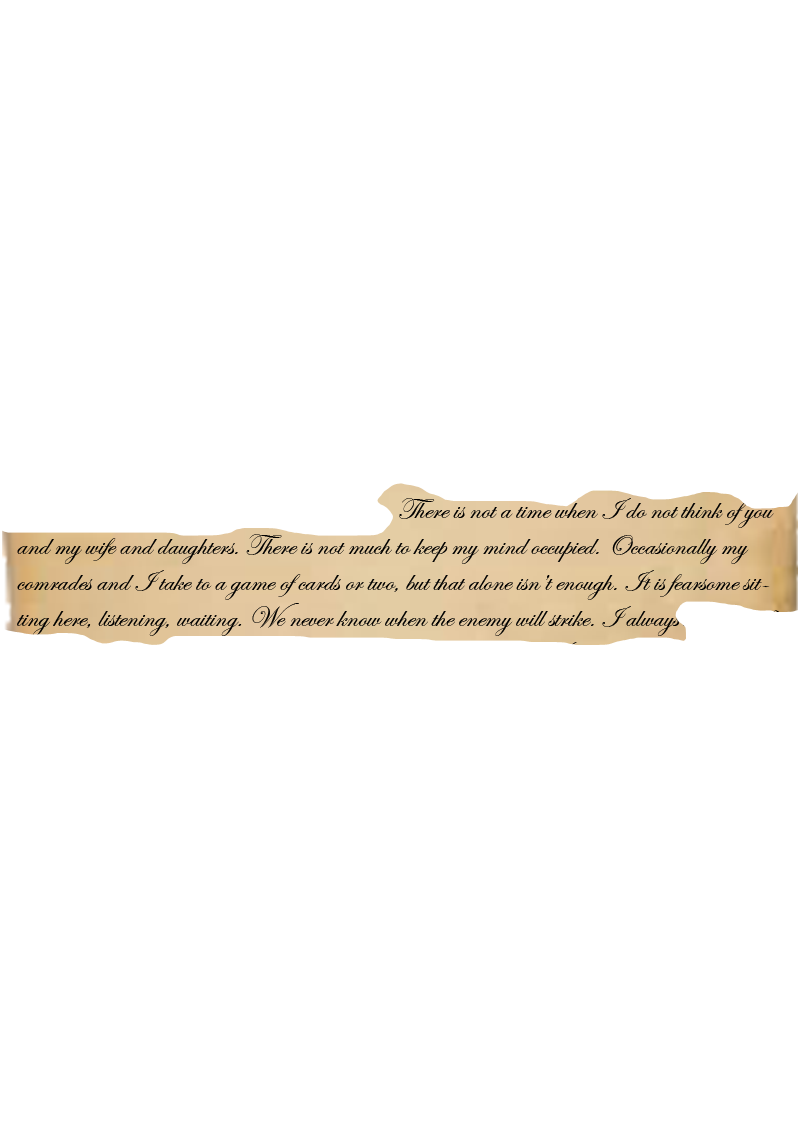 There is not a time when I do not think of you
and my wife and daughters. There is not much to keep my mind occupied. Occasionally my
comrades and I take to a game of cards or two, but that alone isn't enough. It is fearsome sit-
ting here, listening, waiting. We never know when the enemy will strike. I always